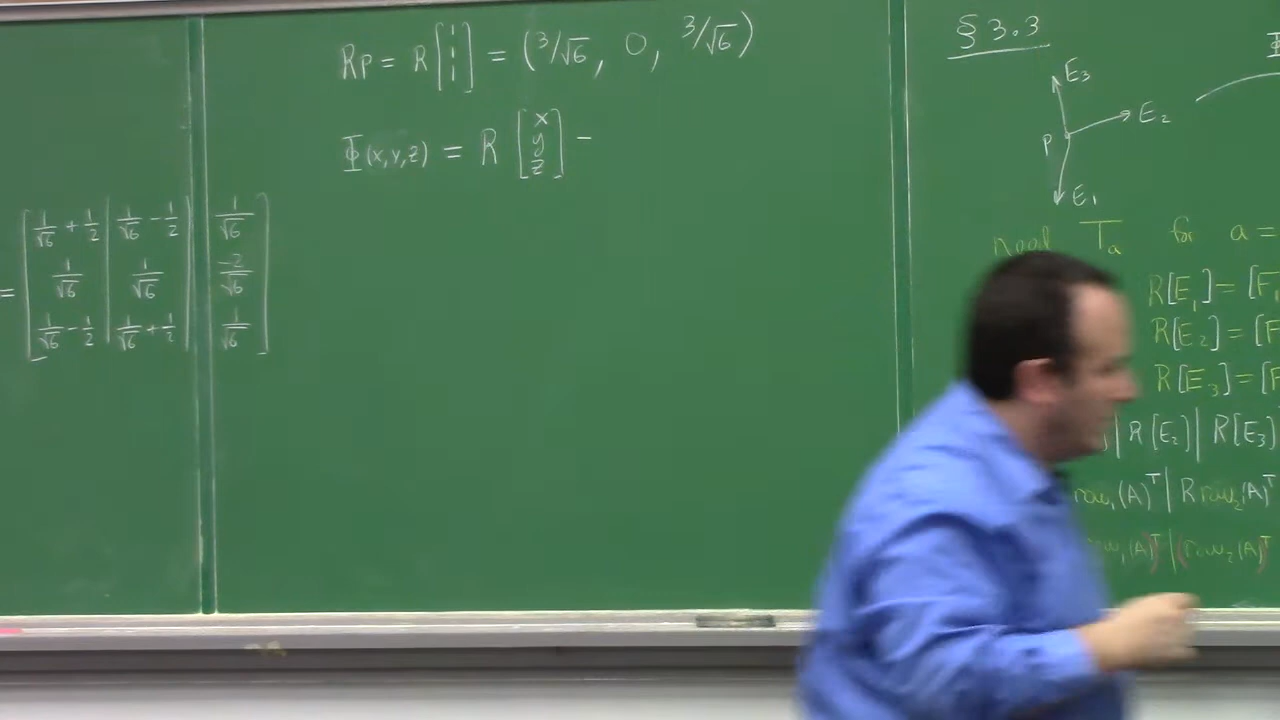 Rp = R[1 1 1] = (3/√6, 0, 3/√6)
Φ(x,y,z) = R [x y z] −
= [1/√6 + 1/2 | 1/√6 − 1/2 | 1/√6
1/√6 | 1/√6 | −2/√6
1/√6 − 1/2 | 1/√6 + 1/2 | 1/√6]
§3.3
E₃
E₂
P
E₁
need Tₐ for a =
R[E₁] = [F₁
R[E₂] = [F
R[E₃] = [F
| R[E₂] | R[E₃)
row₁(A)ᵀ | R row₂(A)ᵀ
row₁(A)ᵀ | (row₂(A)ᵀ